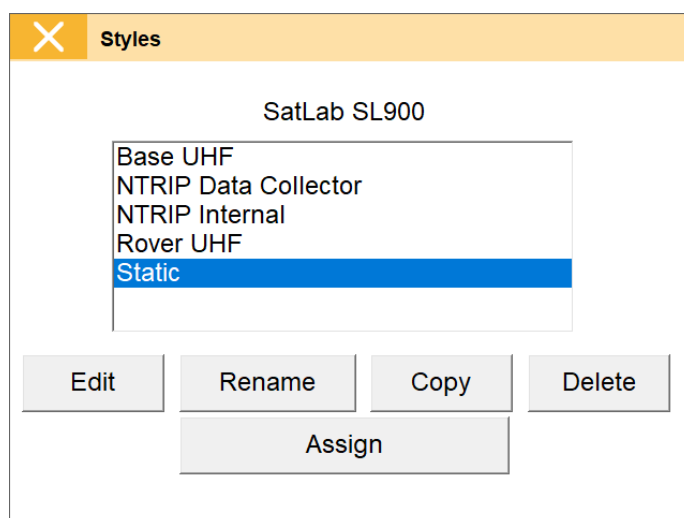 Styles
SatLab SL900
Base UHF
NTRIP Data Collector
NTRIP Internal
Rover UHF
Static
Edit Rename Copy Delete
Assign